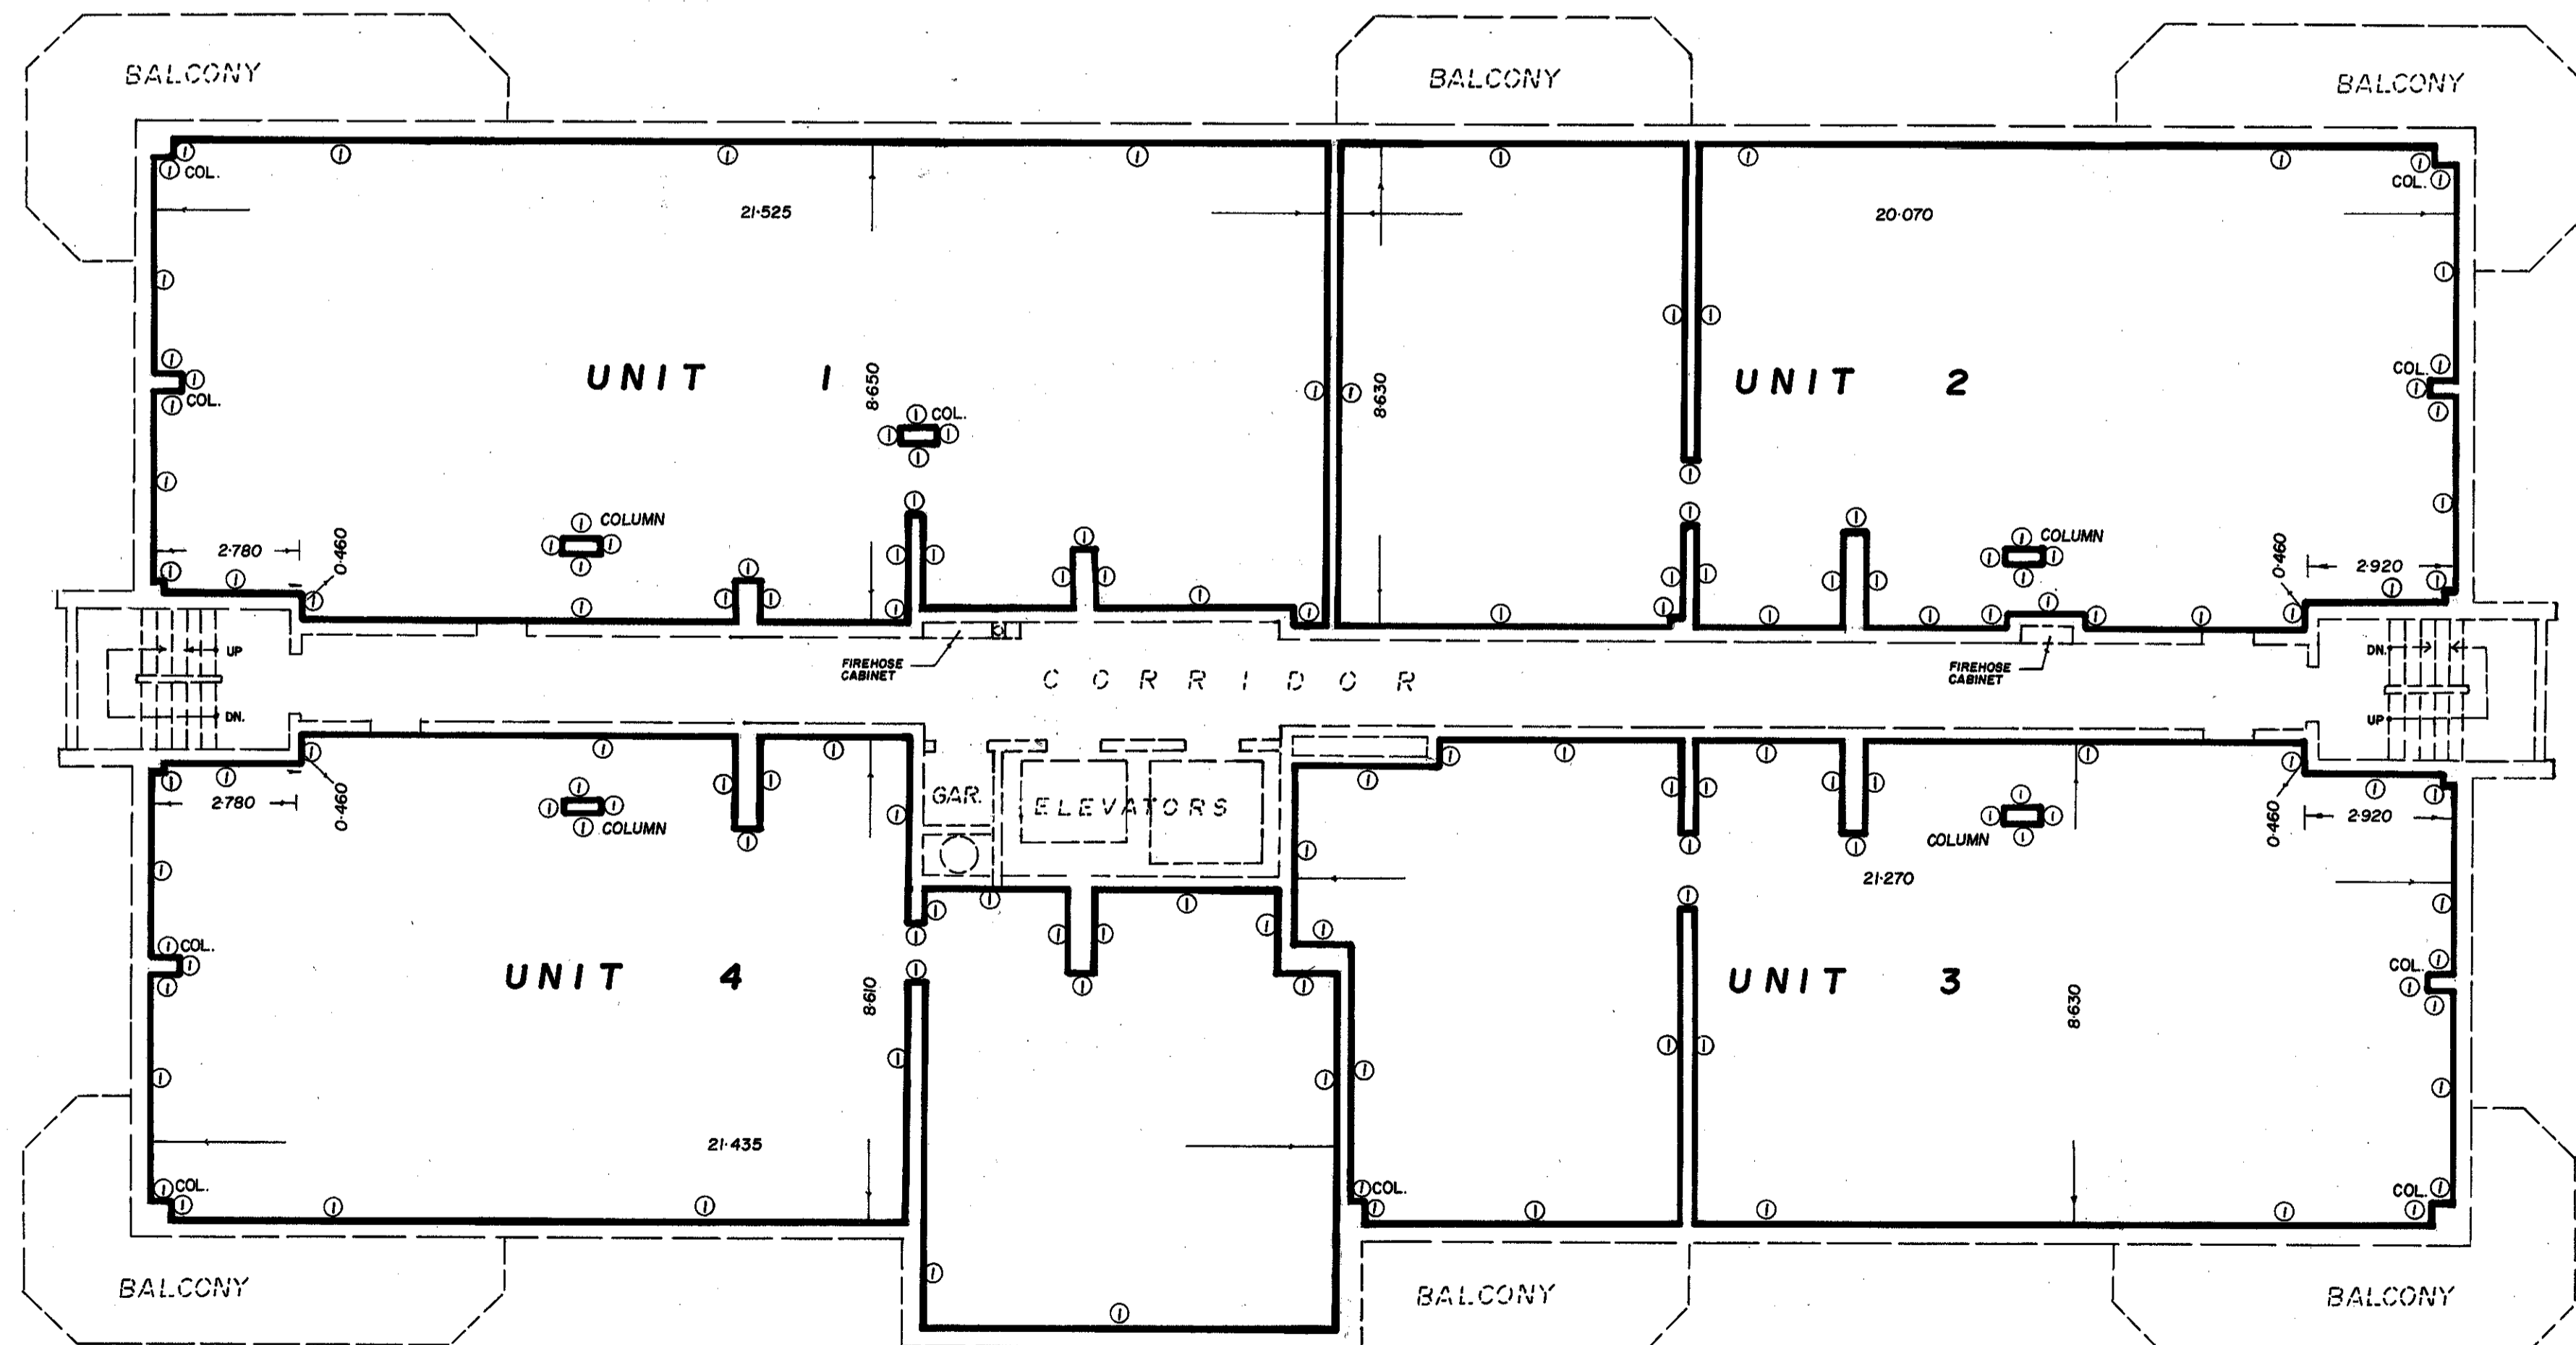 BALCONY
BALCONY
BALCONY
COL.
COL.
21·525
20·070
UNIT 1
8·650
8·630
UNIT 2
COL.
COL.
COL.
COLUMN
COLUMN
2·780
0·460
0·460
2·920
UP
DN.
FIREHOSE
CABINET
CORRIDOR
FIREHOSE
CABINET
DN.
UP
2·780
0·460
COLUMN
GAR.
ELEVATORS
COLUMN
0·460
2·920
21·270
COL.
UNIT 4
8·610
UNIT 3
8·630
COL.
21·435
COL.
COL.
COL.
BALCONY
BALCONY
BALCONY